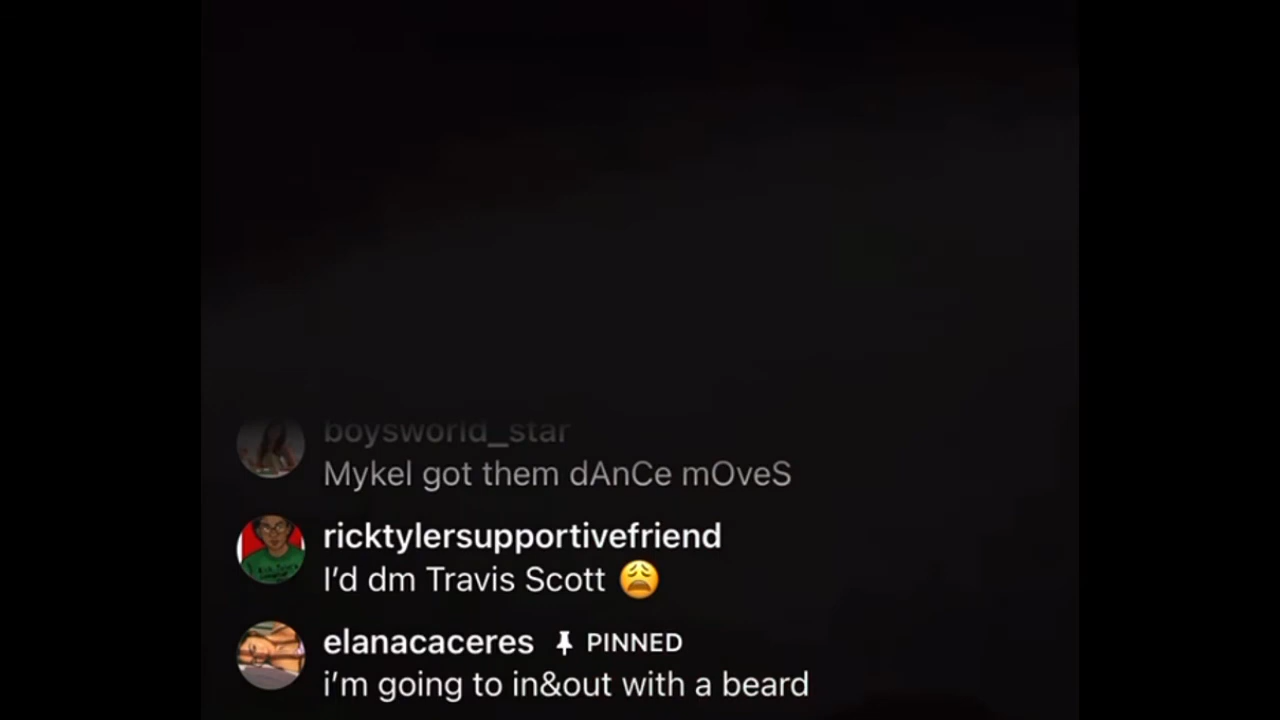 boysworld_star
Mykel got them dAnCe mOveS
ricktylersupportivefriend
I’d dm Travis Scott 😩
elanacaceres PINNED
i’m going to in&out with a beard